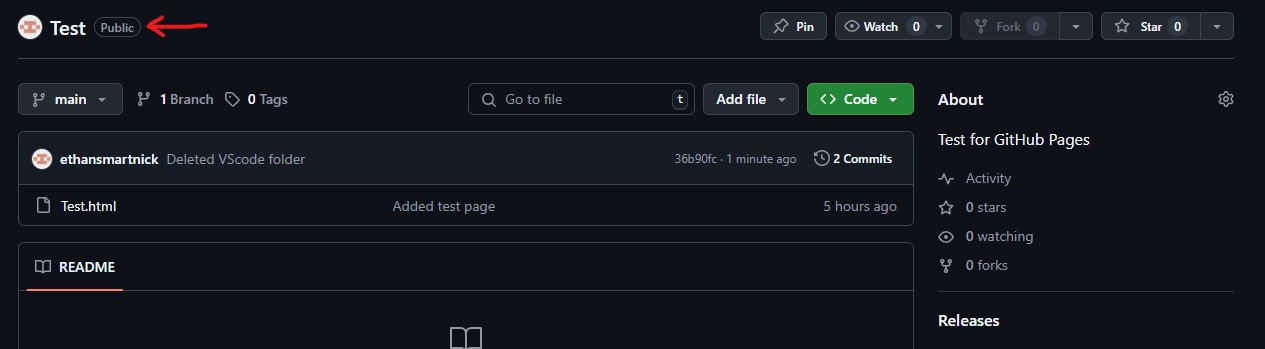 Test Public Pin Watch 0 Fork 0 Star 0
main 1 Branch 0 Tags Go to file t Add file Code About
Test for GitHub Pages
ethansmartnick Deleted VScode folder 36b90fc · 1 minute ago 2 Commits
Activity
Test.html Added test page 5 hours ago
0 stars
0 watching
README
0 forks
Releases